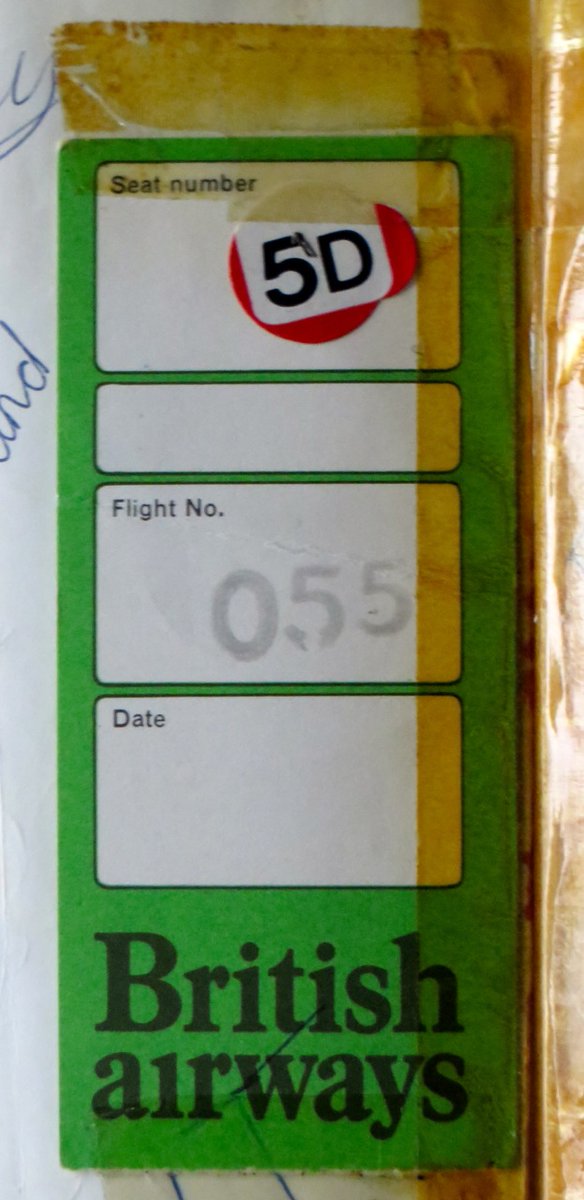 Seat number
5D
Flight No.
055
Date
British
airways